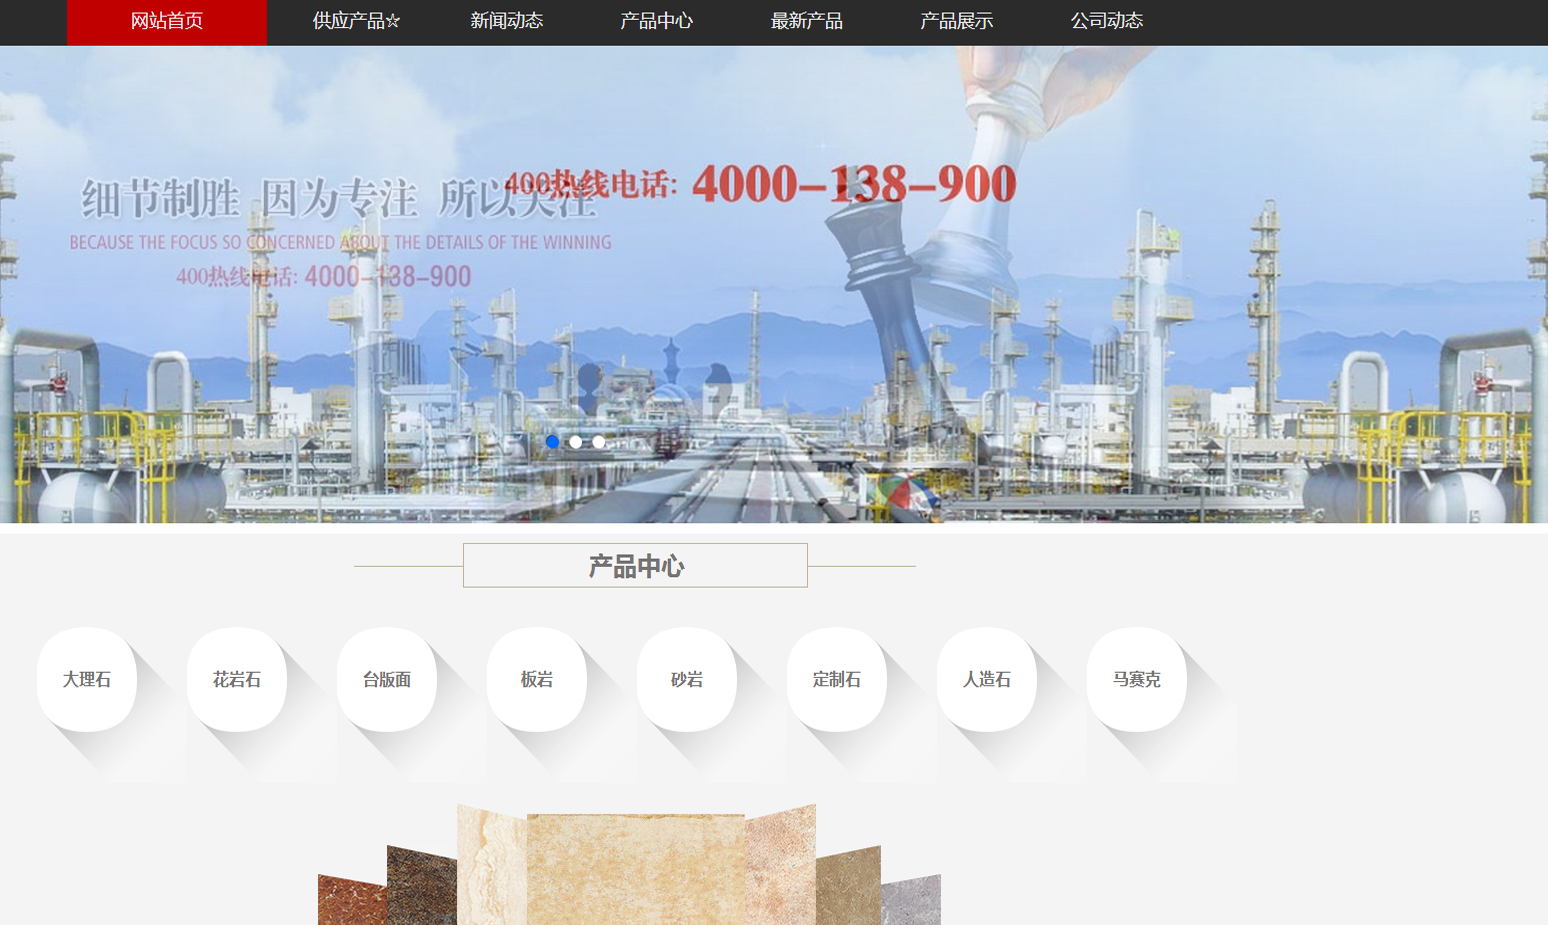 网站首页 供应产品☆ 新闻动态 产品中心 最新产品 产品展示 公司动态
400热线电话: 4000-138-900
细节制胜 因为专注 所以关注
BECAUSE THE FOCUS SO CONCERNED ABOUT THE DETAILS OF THE WINNING
400热线电话: 4000-138-900
产品中心
大理石 花岩石 台版面 板岩 砂岩 定制石 人造石 马赛克